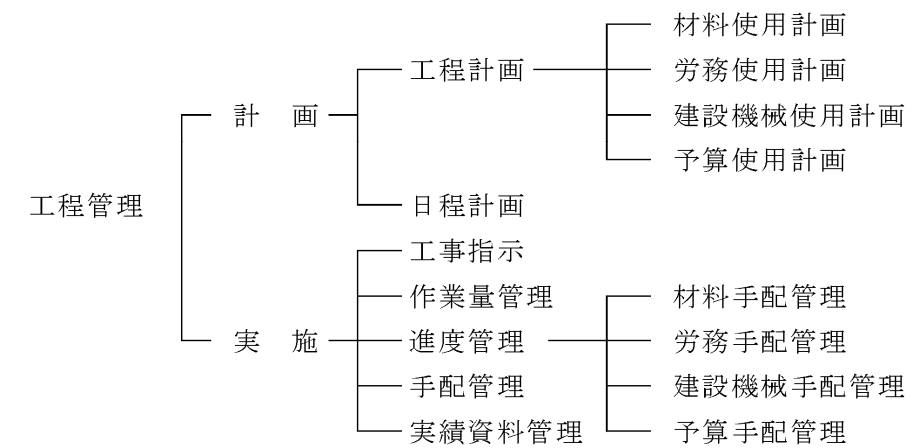 工程管理
計　画
工程計画
材料使用計画
労務使用計画
建設機械使用計画
予算使用計画
日程計画
実　施
工事指示
作業量管理
進度管理
材料手配管理
労務手配管理
建設機械手配管理
予算手配管理
手配管理
実績資料管理